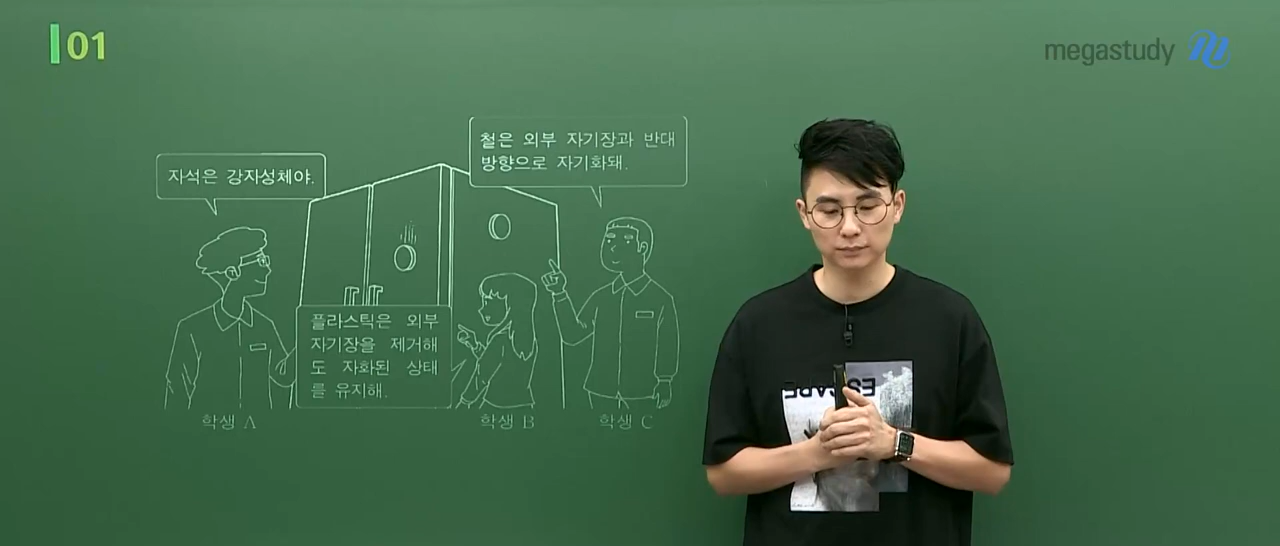 01
megastudy
철은 외부 자기장과 반대
방향으로 자기화돼.
자석은 강자성체야.
플라스틱은 외부
자기장을 제거해
도 자화된 상태
를 유지해.
학생 A
학생 B
학생 C
ESCAPE